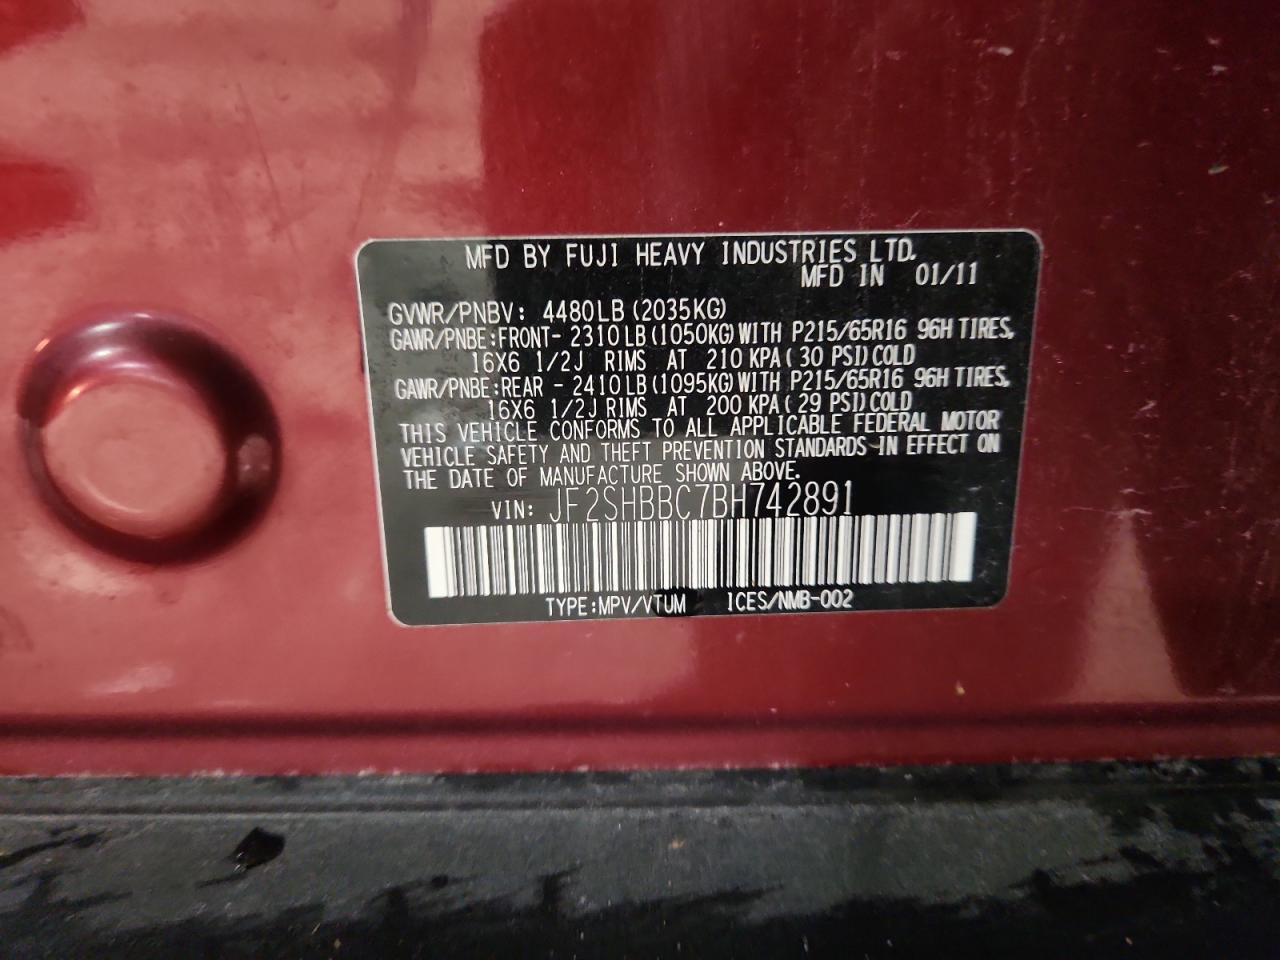 MFD BY FUJI HEAVY INDUSTRIES LTD.
MFD IN 01/11
GVWR/PNBV: 4480LB (2035KG)
GAWR/PNBE:FRONT- 2310LB(1050KG)WITH P215/65R16 96H TIRES,
16X6 1/2J RIMS AT 210 KPA( 30 PSI)COLD
GAWR/PNBE:REAR - 2410LB(1095KG)WITH P215/65R16 96H TIRES,
16X6 1/2J RIMS AT 200 KPA( 29 PSI)COLD
THIS VEHICLE CONFORMS TO ALL APPLICABLE FEDERAL MOTOR
VEHICLE SAFETY AND THEFT PREVENTION STANDARDS IN EFFECT ON
THE DATE OF MANUFACTURE SHOWN ABOVE.
VIN: JF2SHBBC7BH742891
TYPE:MPV/VTUM ICES/NMB-002